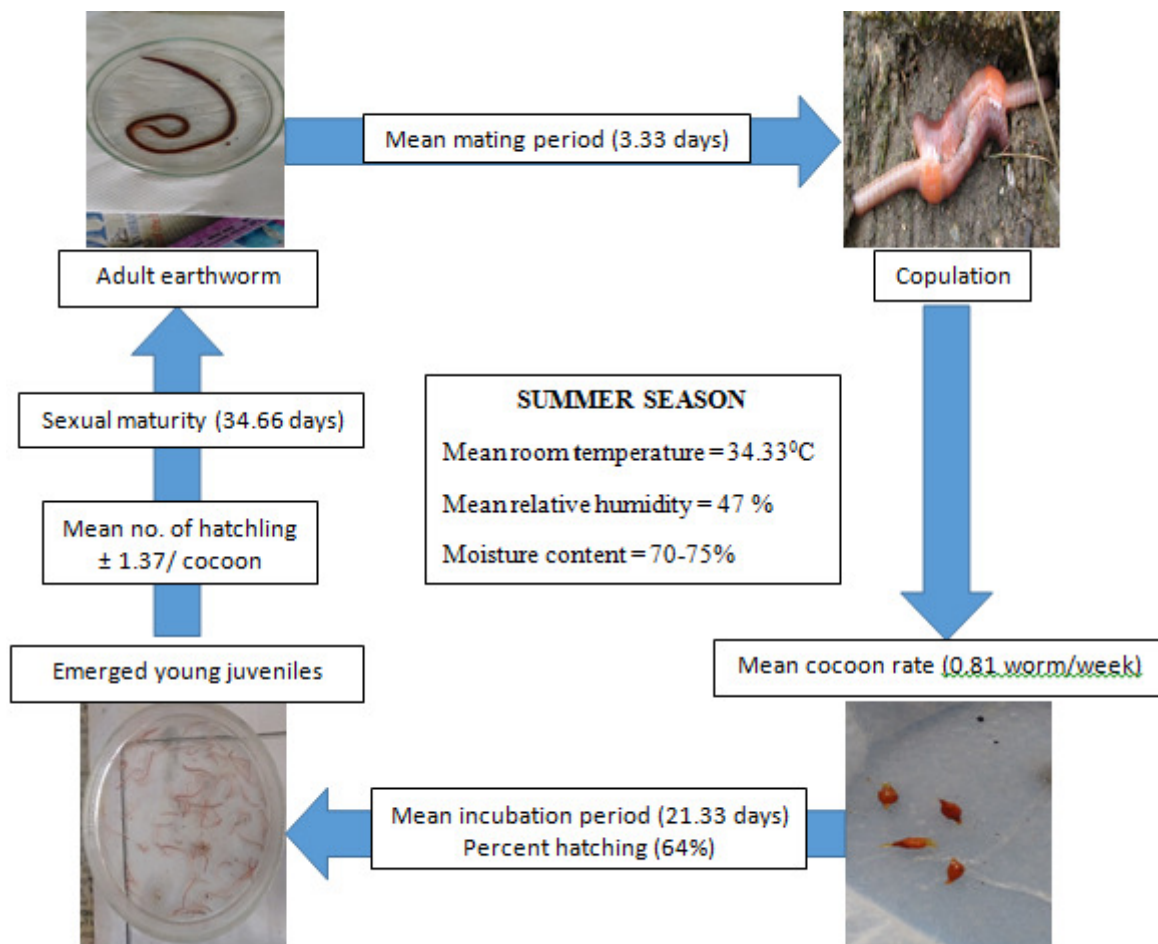 Mean mating period (3.33 days)
Adult earthworm
Copulation
SUMMER SEASON
Mean room temperature = 34.33⁰C
Mean relative humidity = 47 %
Moisture content = 70-75%
Sexual maturity (34.66 days)
Mean no. of hatchling
± 1.37/ cocoon
Emerged young juveniles
Mean cocoon rate (0.81 worm/week)
Mean incubation period (21.33 days)
Percent hatching (64%)